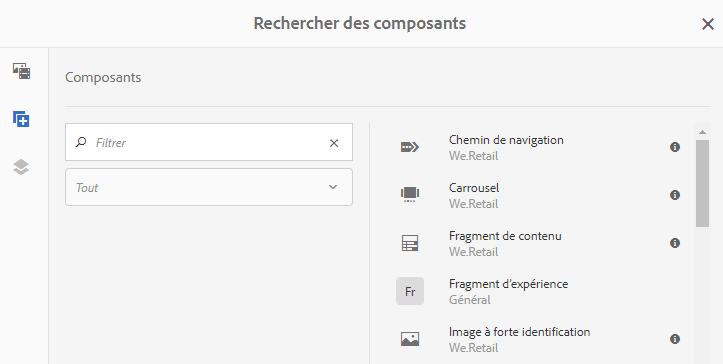 Rechercher des composants
Composants
Filtrer
Tout
Chemin de navigation
We.Retail
Carrousel
We.Retail
Fragment de contenu
We.Retail
Fr
Fragment d'expérience
Général
Image à forte identification
We.Retail